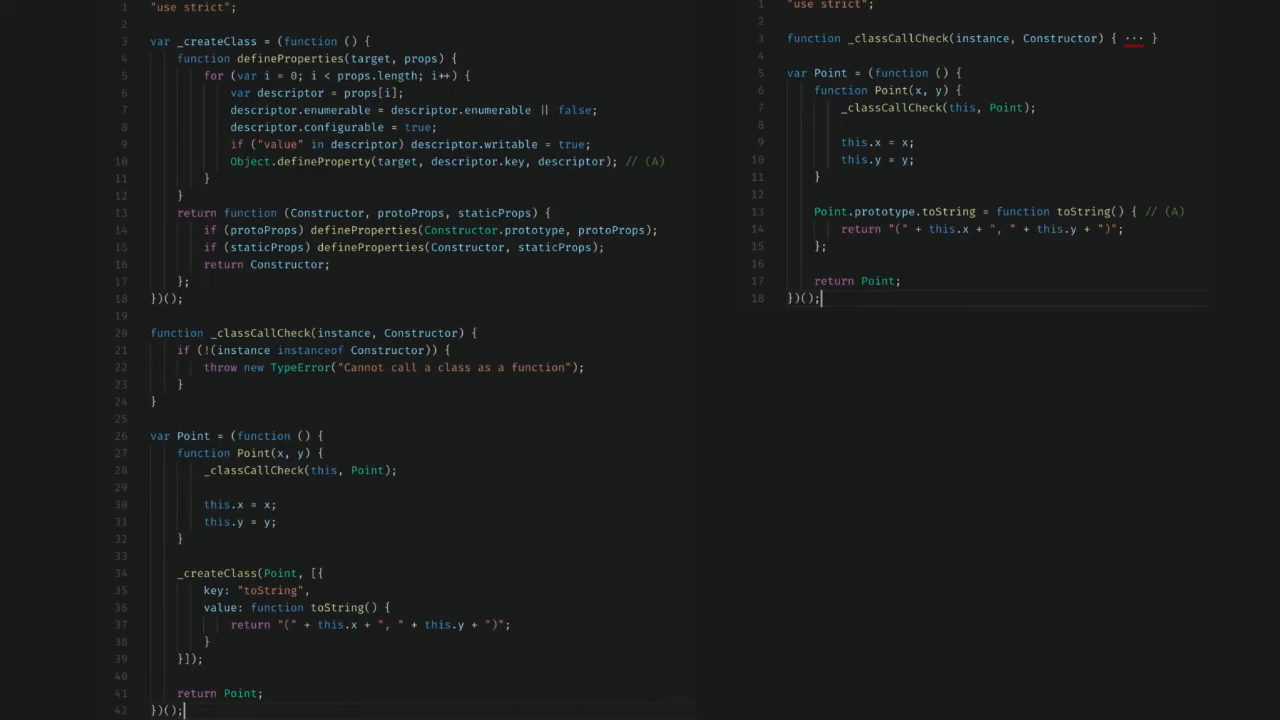 1 "use strict";
2
3 var _createClass = (function () {
4 function defineProperties(target, props) {
5 for (var i = 0; i < props.length; i++) {
6 var descriptor = props[i];
7 descriptor.enumerable = descriptor.enumerable || false;
8 descriptor.configurable = true;
9 if ("value" in descriptor) descriptor.writable = true;
10 Object.defineProperty(target, descriptor.key, descriptor); // (A)
11 }
12 }
13 return function (Constructor, protoProps, staticProps) {
14 if (protoProps) defineProperties(Constructor.prototype, protoProps);
15 if (staticProps) defineProperties(Constructor, staticProps);
16 return Constructor;
17 };
18 })();
19
20 function _classCallCheck(instance, Constructor) {
21 if (!(instance instanceof Constructor)) {
22 throw new TypeError("Cannot call a class as a function");
23 }
24 }
25
26 var Point = (function () {
27 function Point(x, y) {
28 _classCallCheck(this, Point);
29
30 this.x = x;
31 this.y = y;
32 }
33
34 _createClass(Point, [{
35 key: "toString",
36 value: function toString() {
37 return "(" + this.x + ", " + this.y + ")";
38 }
39 }]);
40
41 return Point;
42 })();
1 "use strict";
2
3 function _classCallCheck(instance, Constructor) { ··· }
4
5 var Point = (function () {
6 function Point(x, y) {
7 _classCallCheck(this, Point);
8
9 this.x = x;
10 this.y = y;
11 }
12
13 Point.prototype.toString = function toString() { // (A)
14 return "(" + this.x + ", " + this.y + ")";
15 };
16
17 return Point;
18 })();